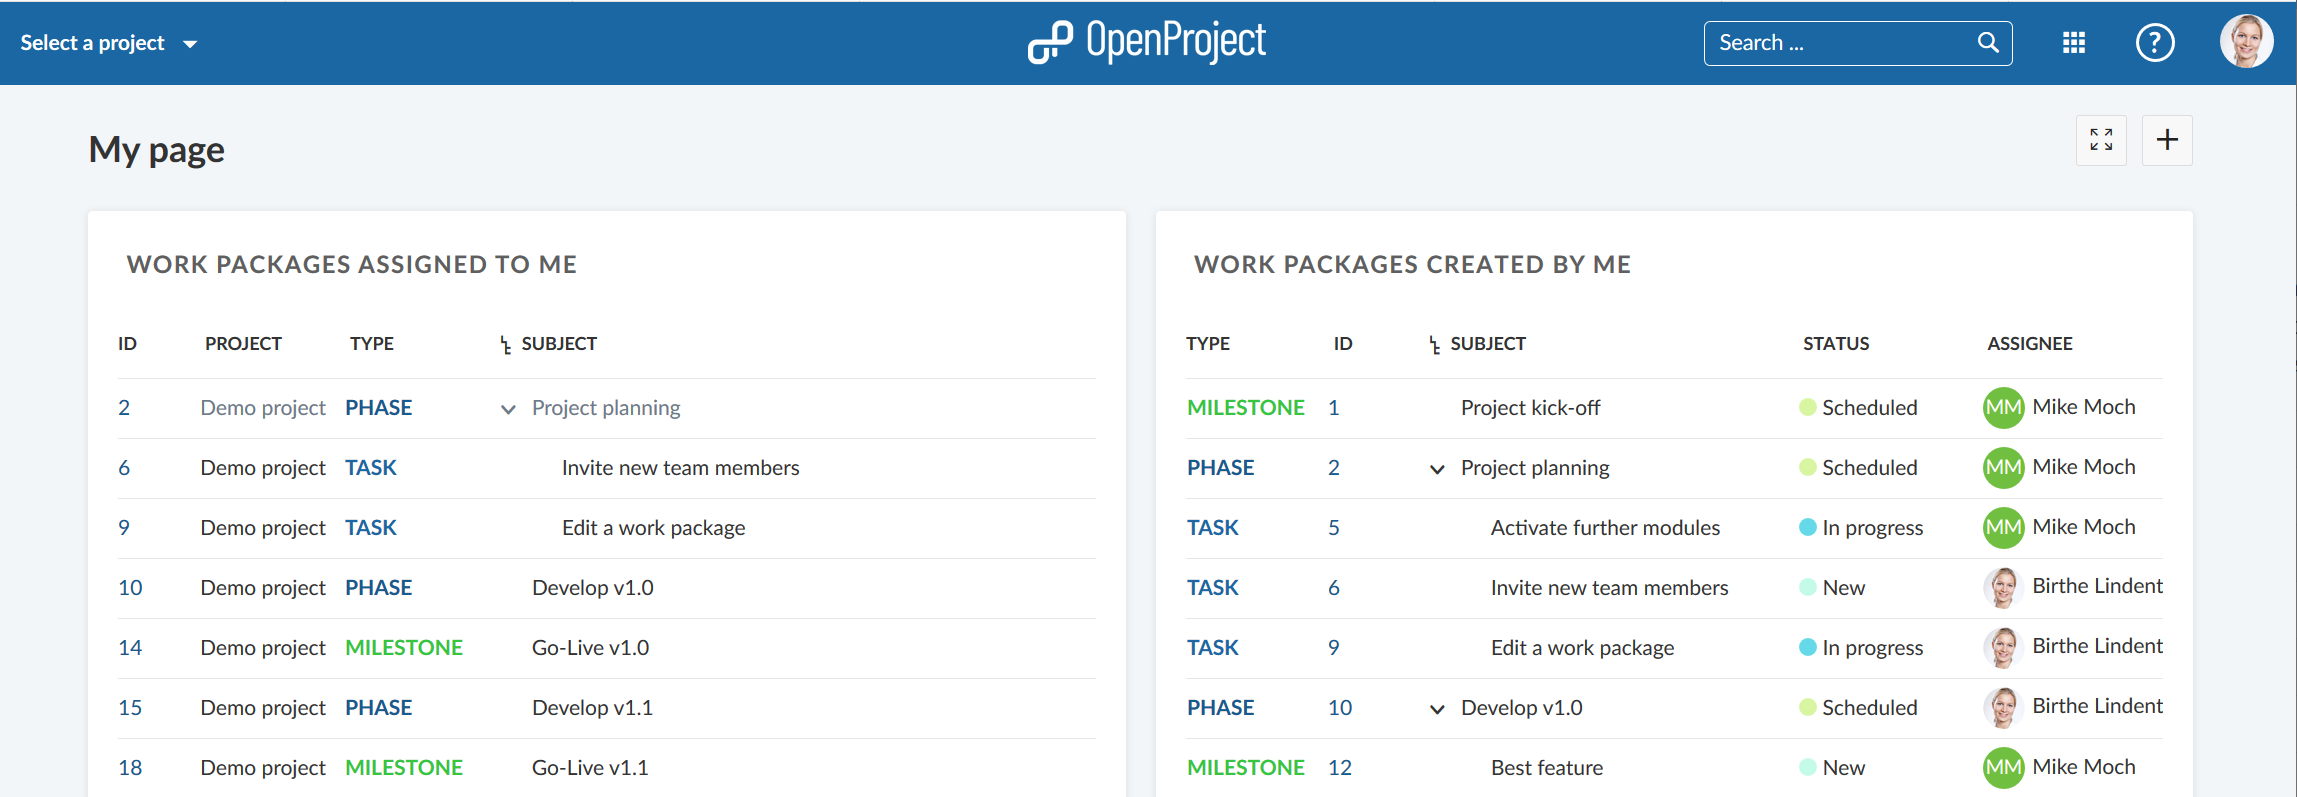 Select a project
OpenProject
Search ...
?
My page
WORK PACKAGES ASSIGNED TO ME
ID PROJECT TYPE SUBJECT
2 Demo project PHASE Project planning
6 Demo project TASK Invite new team members
9 Demo project TASK Edit a work package
10 Demo project PHASE Develop v1.0
14 Demo project MILESTONE Go-Live v1.0
15 Demo project PHASE Develop v1.1
18 Demo project MILESTONE Go-Live v1.1
WORK PACKAGES CREATED BY ME
TYPE ID SUBJECT STATUS ASSIGNEE
MILESTONE 1 Project kick-off Scheduled MM Mike Moch
PHASE 2 Project planning Scheduled MM Mike Moch
TASK 5 Activate further modules In progress MM Mike Moch
TASK 6 Invite new team members New Birthe Lindent
TASK 9 Edit a work package In progress Birthe Lindent
PHASE 10 Develop v1.0 Scheduled Birthe Lindent
MILESTONE 12 Best feature New MM Mike Moch